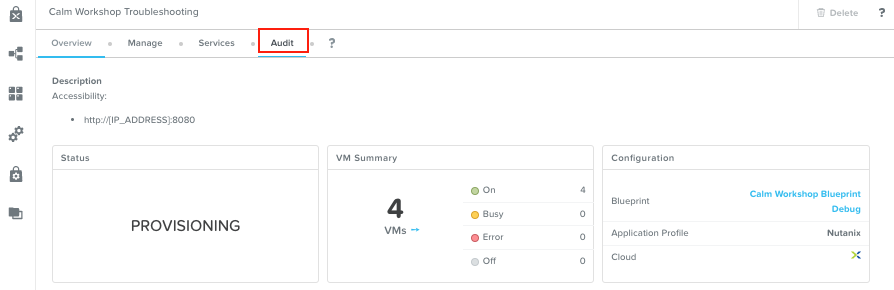 Calm Workshop Troubleshooting
Delete ?
Overview Manage Services Audit ?
Description
Accessibility:
• http://[IP_ADDRESS]:8080
Status
PROVISIONING
VM Summary
4
VMs →
On 4
Busy 0
Error 0
Off 0
Configuration
Blueprint Calm Workshop Blueprint
Debug
Application Profile Nutanix
Cloud